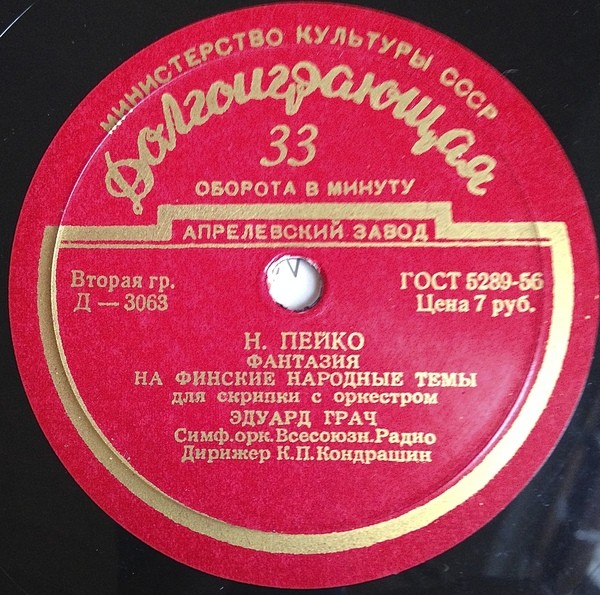 МИНИСТЕРСТВО КУЛЬТУРЫ СССР
Долгоиграющая
33
ОБОРОТА В МИНУТУ
АПРЕЛЕВСКИЙ ЗАВОД
Вторая гр.
Д — 3063
ГОСТ 5289-56
Цена 7 руб.
Н. ПЕЙКО
ФАНТАЗИЯ
НА ФИНСКИЕ НАРОДНЫЕ ТЕМЫ
для скрипки с оркестром
ЭДУАРД ГРАЧ
Симф.орк.Всесоюзн.Радио
Дирижер К.П.Кондрашин